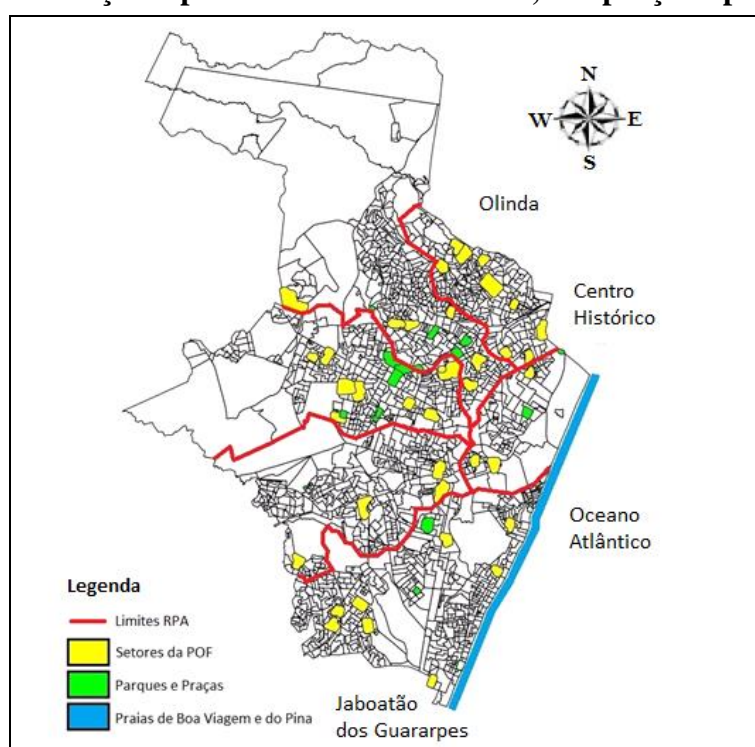 N
W E
S
Olinda
Centro
Histórico
Oceano
Atlântico
Legenda
Limites RPA
Setores da POF
Parques e Praças
Praias de Boa Viagem e do Pina
Jaboatão
dos Guararpes